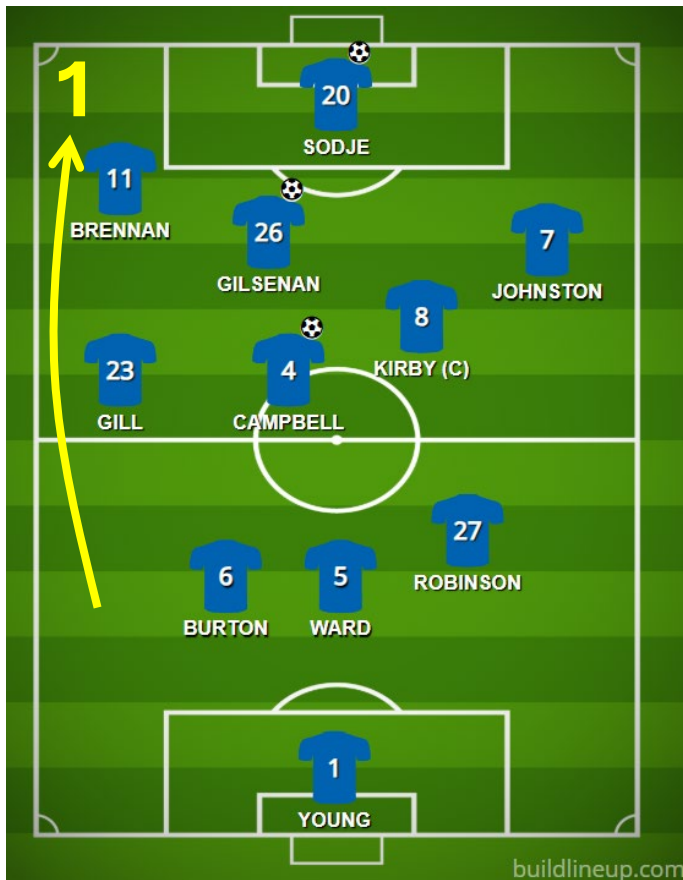 1
20
SODJE
11
BRENNAN
26
GILSENAN
7
JOHNSTON
8
KIRBY (C)
23
GILL
4
CAMPBELL
27
ROBINSON
6
BURTON
5
WARD
1
YOUNG
buildlineup.com